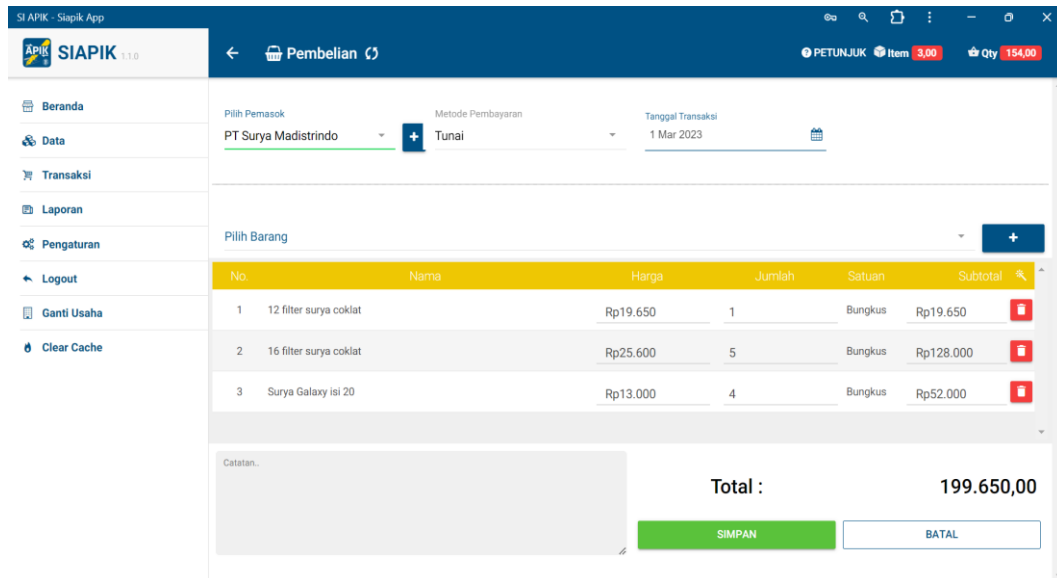 SI APIK - Siapik App
APIK SIAPIK 1.1.0
Pembelian
PETUNJUK Item 3,00 Qty 154,00
Beranda
Data
Transaksi
Laporan
Pengaturan
Logout
Ganti Usaha
Clear Cache
Pilih Pemasok Metode Pembayaran Tanggal Transaksi
PT Surya Madistrindo + Tunai 1 Mar 2023
Pilih Barang +
No. Nama Harga Jumlah Satuan Subtotal
1 12 filter surya coklat Rp19.650 1 Bungkus Rp19.650
2 16 filter surya coklat Rp25.600 5 Bungkus Rp128.000
3 Surya Galaxy isi 20 Rp13.000 4 Bungkus Rp52.000
Catatan..
Total : 199.650,00
SIMPAN BATAL